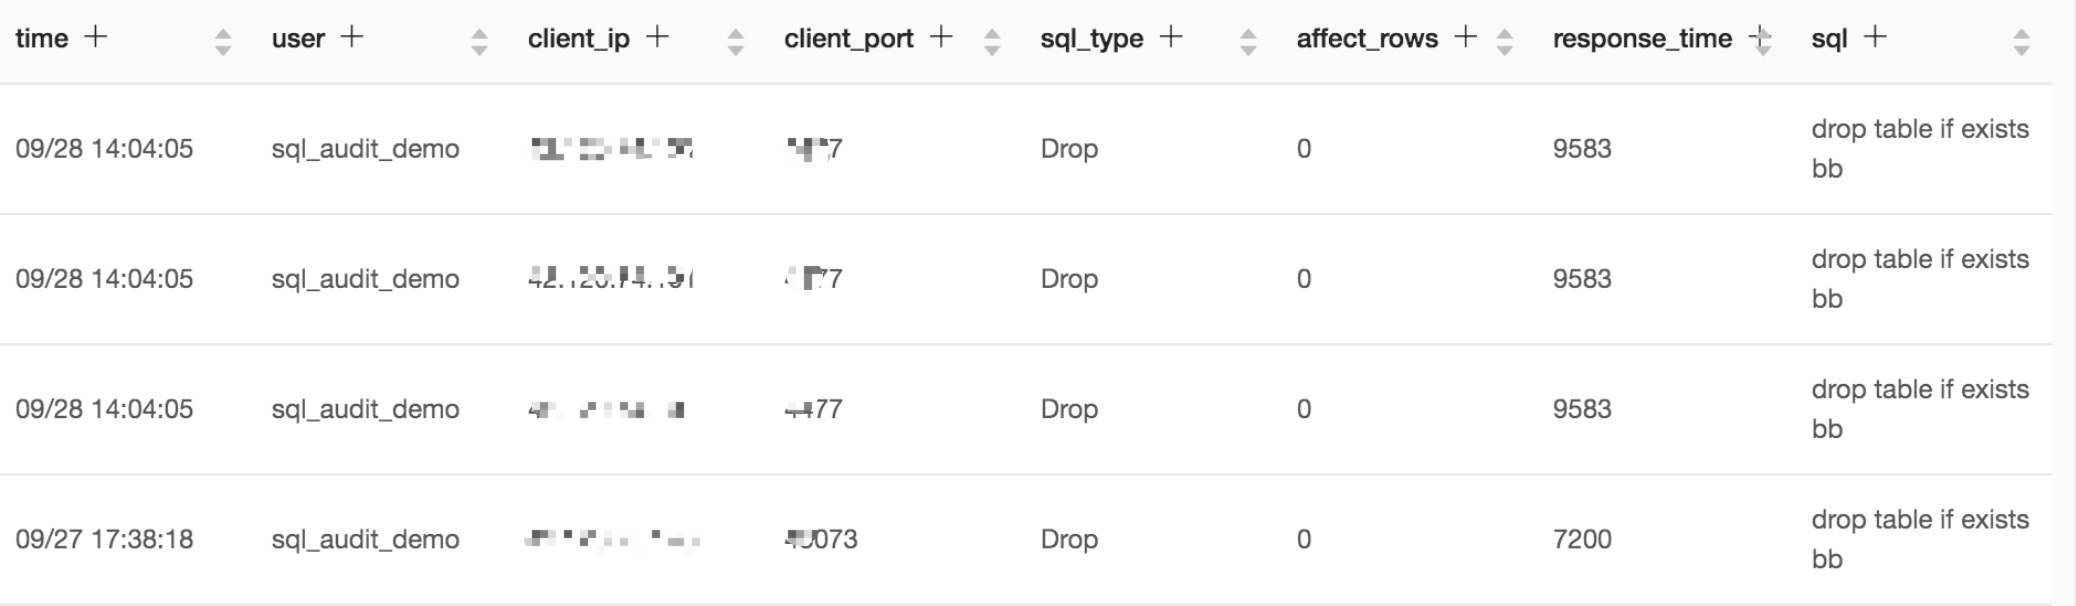 time + user + client_ip + client_port + sql_type + affect_rows + response_time + sql +
09/28 14:04:05 sql_audit_demo Drop 0 9583 drop table if exists
bb
09/28 14:04:05 sql_audit_demo Drop 0 9583 drop table if exists
bb
09/28 14:04:05 sql_audit_demo Drop 0 9583 drop table if exists
bb
09/27 17:38:18 sql_audit_demo Drop 0 7200 drop table if exists
bb